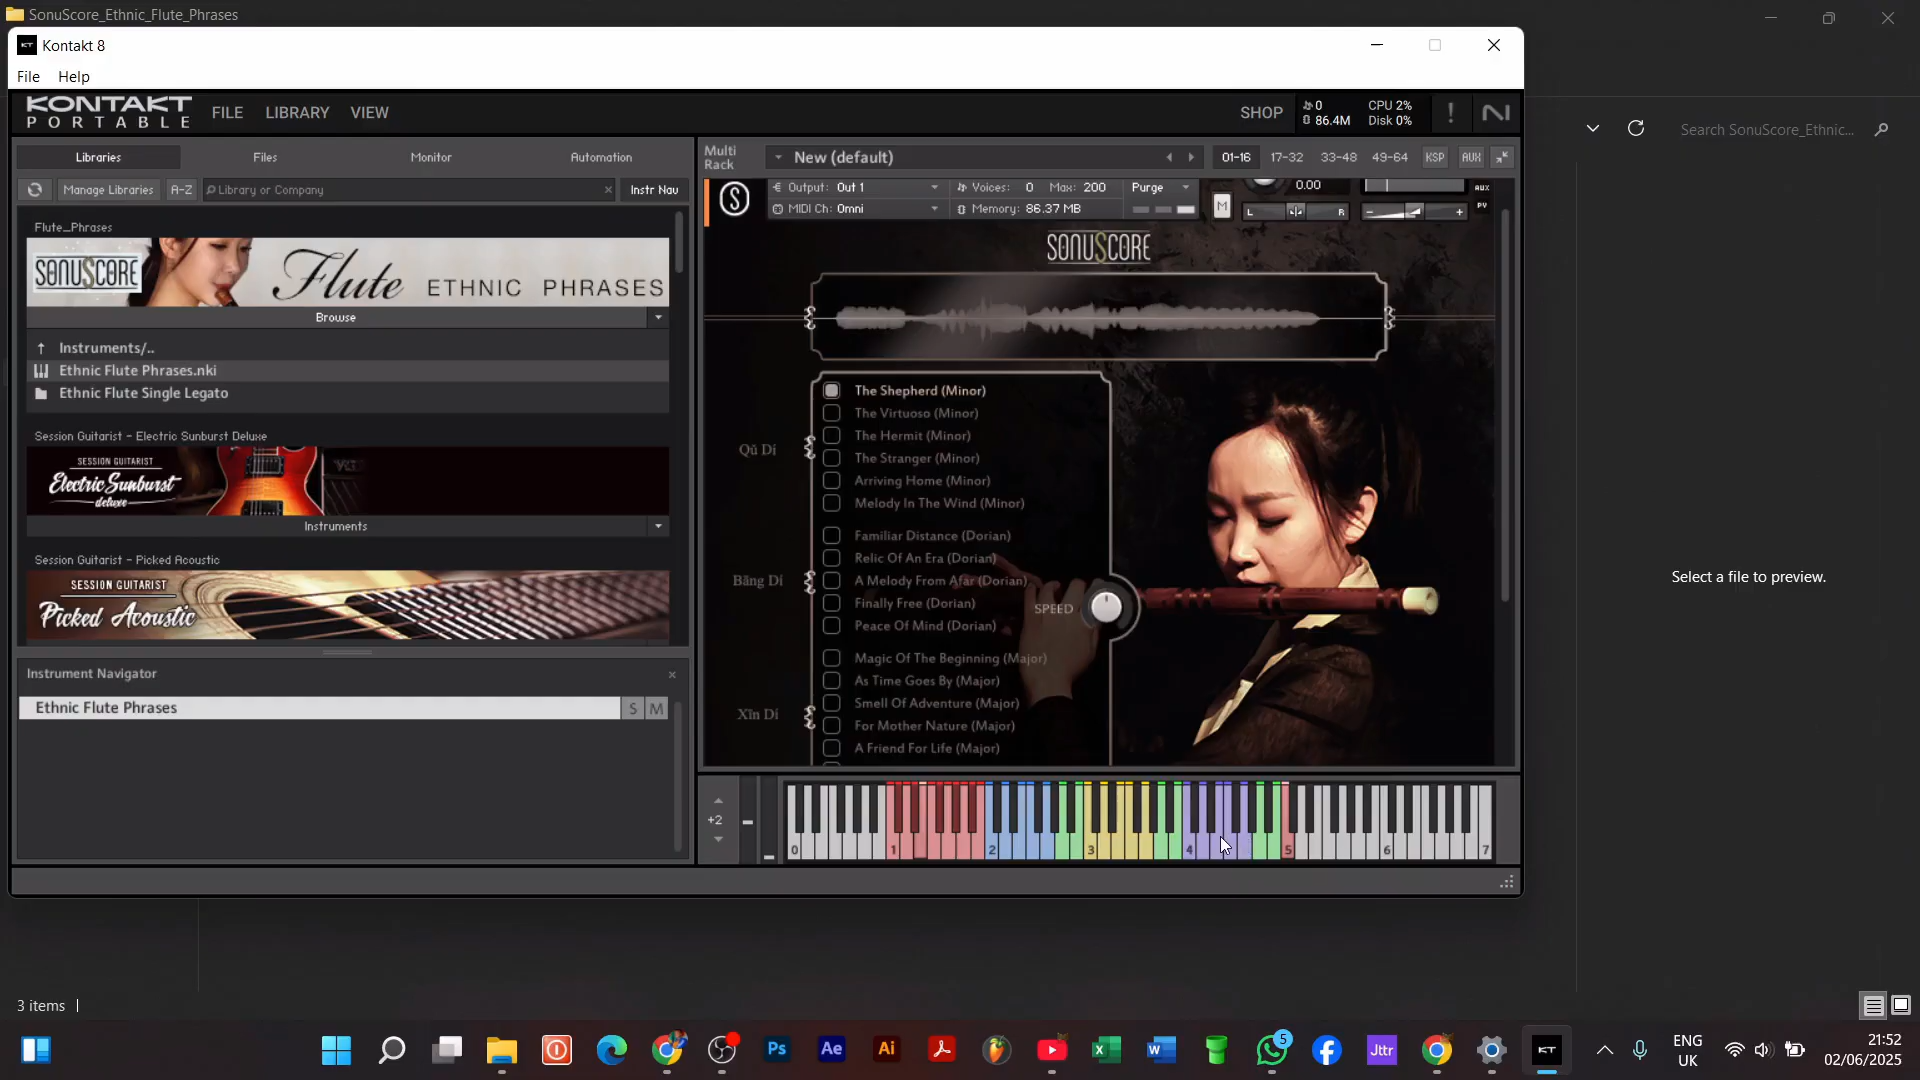 SonuScore_Ethnic_Flute_Phrases
Kontakt 8
File Help
KONTAKT
PORTABLE
FILE LIBRARY VIEW
SHOP
0
86.4M
CPU 2%
Disk 0%
Search SonuScore_Ethnic...
Libraries Files Monitor Automation
Manage Libraries A-Z Library or Company Instr Nav
Flute_Phrases
SONUSCORE Flute ETHNIC PHRASES
Browse
Instruments/..
Ethnic Flute Phrases.nki
Ethnic Flute Single Legato
Session Guitarist - Electric Sunburst Deluxe
SESSION GUITARIST
Electric Sunburst
deluxe
Instruments
Session Guitarist - Picked Acoustic
SESSION GUITARIST
Picked Acoustic
Instrument Navigator
Ethnic Flute Phrases S M
Multi
Rack
New (default)
01-16 17-32 33-48 49-64 KSP AUX
Output: Out 1 Voices: 0 Max: 200 Purge
MIDI Ch: Omni Memory: 86.37 MB
M
0.00
L R
AUX
PV
SONUSCORE
The Shepherd (Minor)
The Virtuoso (Minor)
The Hermit (Minor)
Qŭ Dí
The Stranger (Minor)
Arriving Home (Minor)
Melody In The Wind (Minor)
Familiar Distance (Dorian)
Relic Of An Era (Dorian)
Bāng Dí
A Melody From Afar (Dorian)
Finally Free (Dorian)
SPEED
Peace Of Mind (Dorian)
Magic Of The Beginning (Major)
As Time Goes By (Major)
Smell Of Adventure (Major)
Xīn Dí
For Mother Nature (Major)
A Friend For Life (Major)
+2
0 1 2 3 4 5 6 7
Select a file to preview.
3 items
Ps Ae Ai 5 Jttr KT
ENG
UK
21:52
02/06/2025